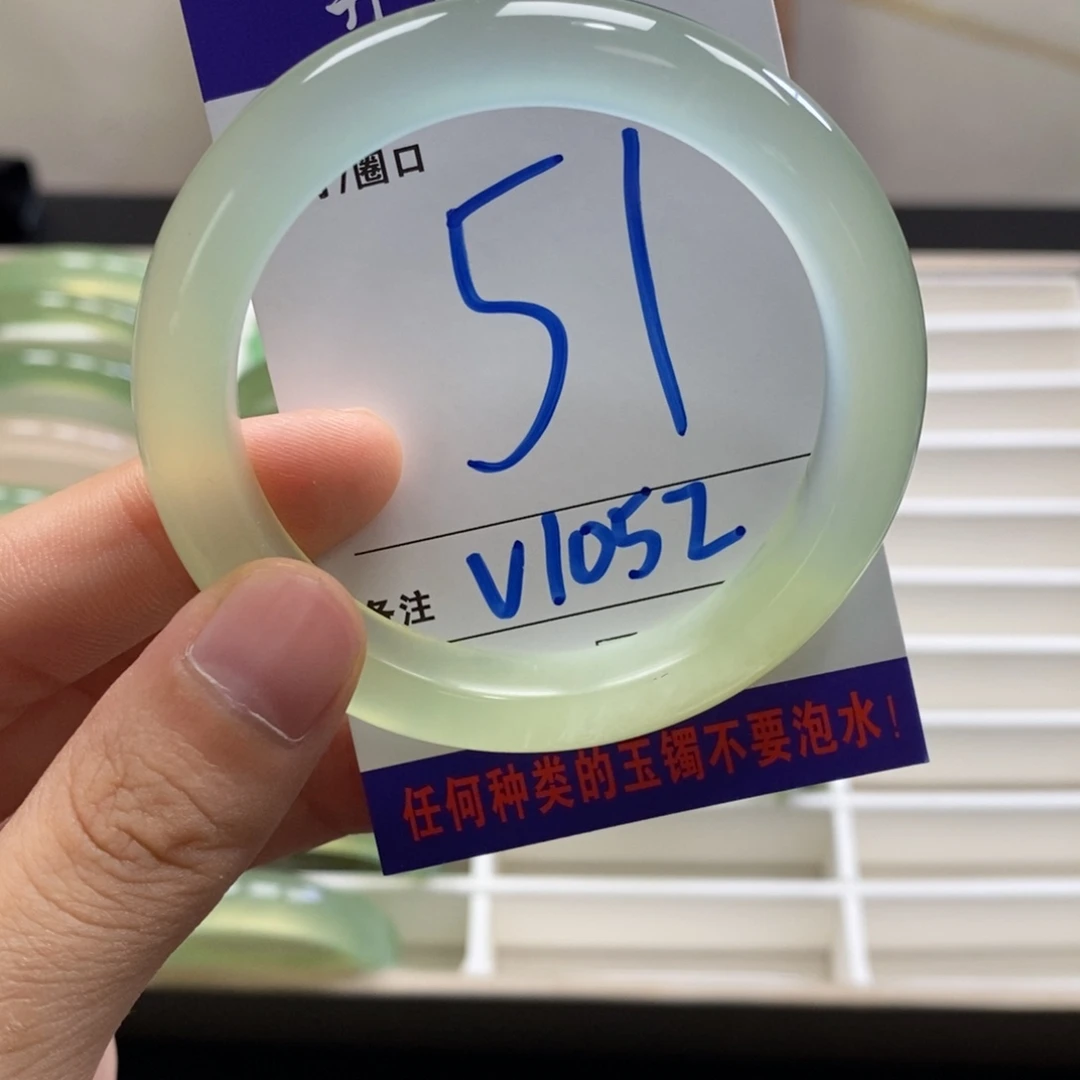 /圈口
51
备注 V1052
任何种类的玉镯不要泡水！